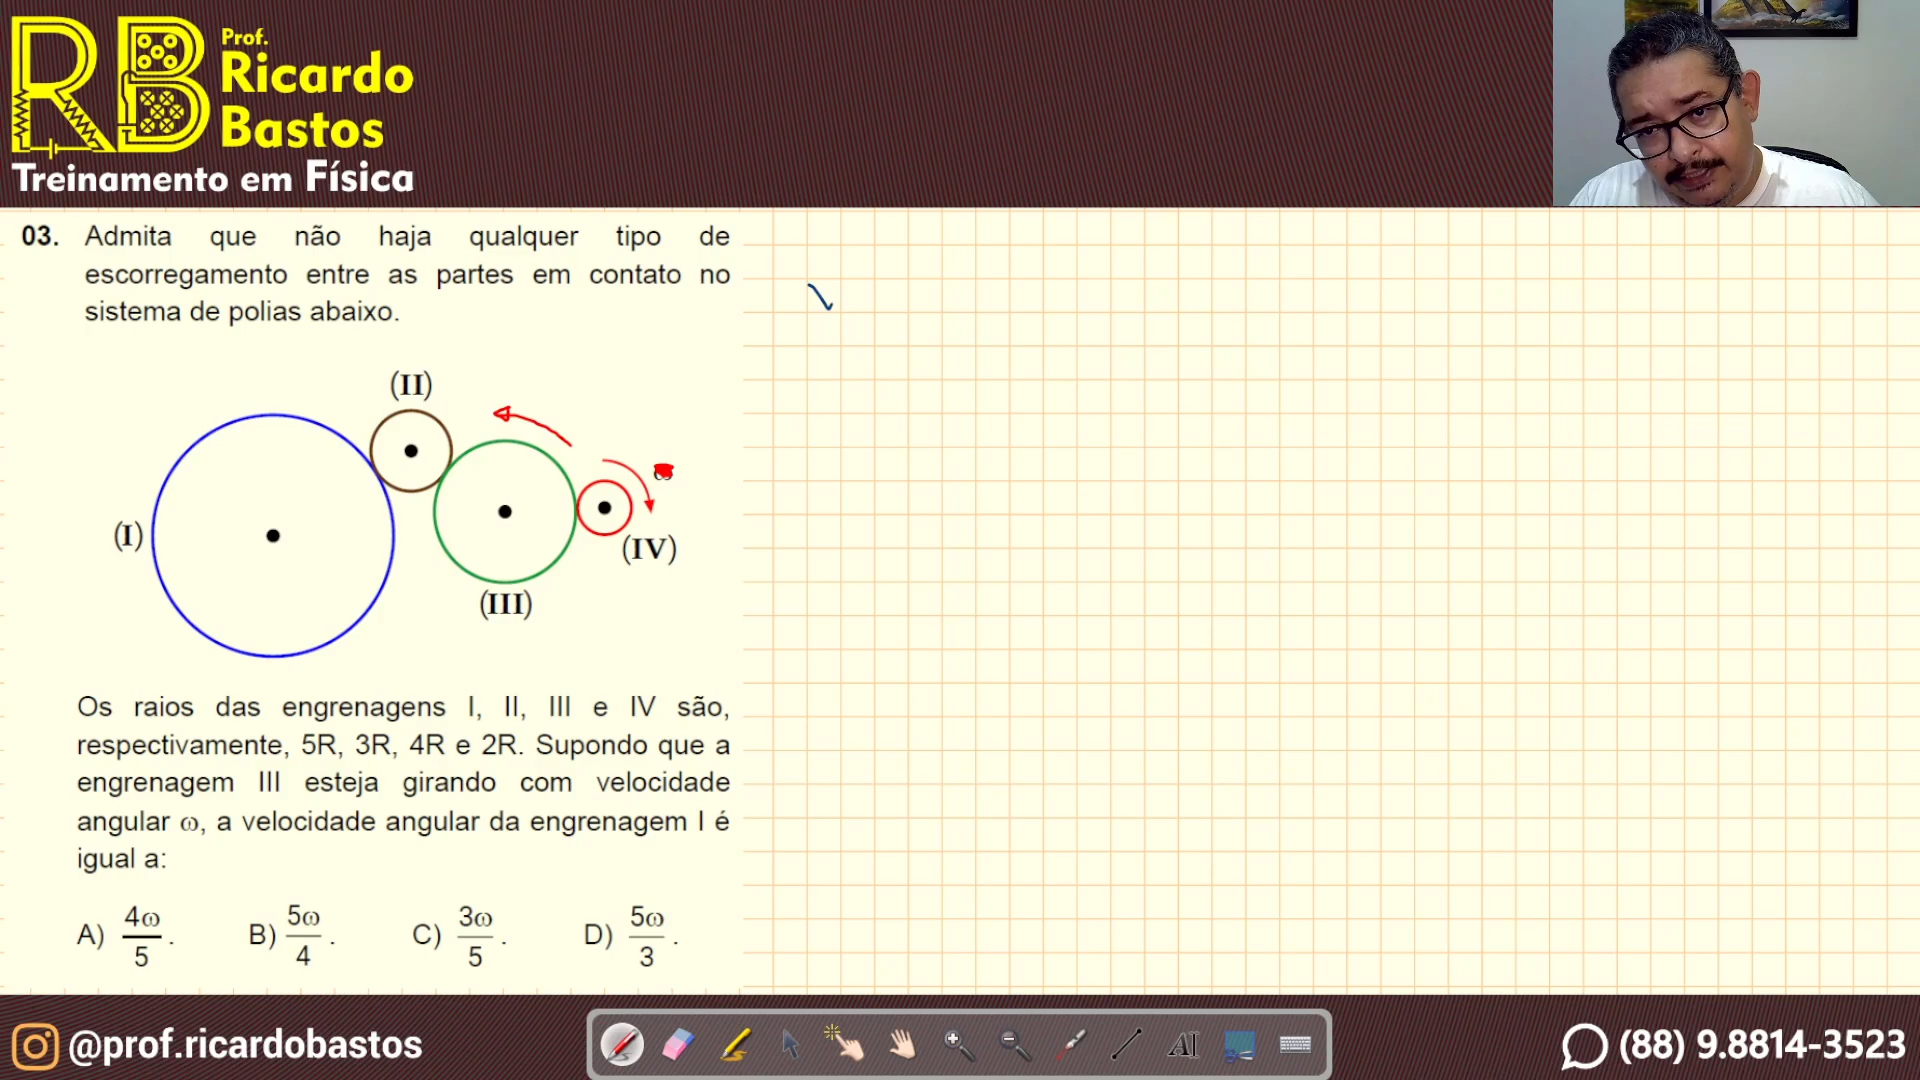 RB
Prof.
Ricardo
Bastos
Treinamento em Física
03. Admita que não haja qualquer tipo de
escorregamento entre as partes em contato no
sistema de polias abaixo.
(II)
ω
(I)
(IV)
(III)
Os raios das engrenagens I, II, III e IV são,
respectivamente, 5R, 3R, 4R e 2R. Supondo que a
engrenagem III esteja girando com velocidade
angular ω, a velocidade angular da engrenagem I é
igual a:
A) 4ω/5 . B) 5ω/4 . C) 3ω/5 . D) 5ω/3 .
@prof.ricardobastos
AI
(88) 9.8814-3523